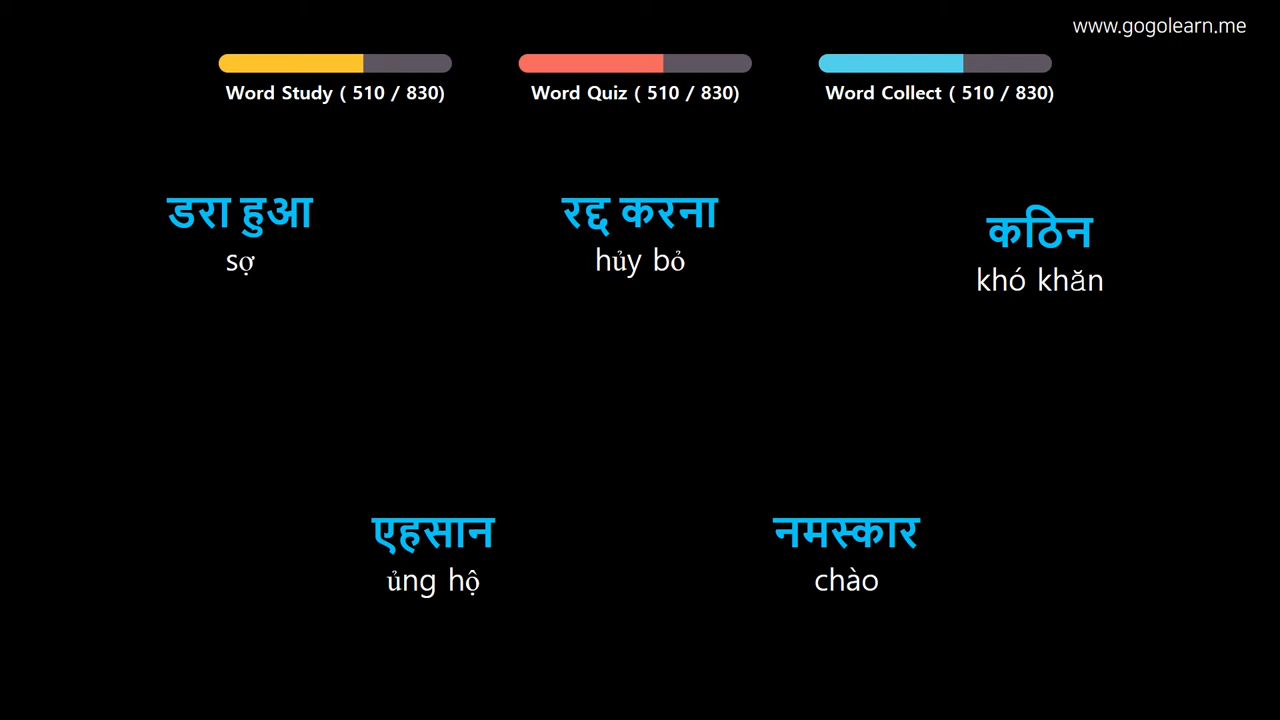 www.gogolearn.me
Word Study ( 510 / 830)
Word Quiz ( 510 / 830)
Word Collect ( 510 / 830)
डरा हुआ
sợ
रद्द करना
hủy bỏ
कठिन
khó khăn
एहसान
ủng hộ
नमस्कार
chào